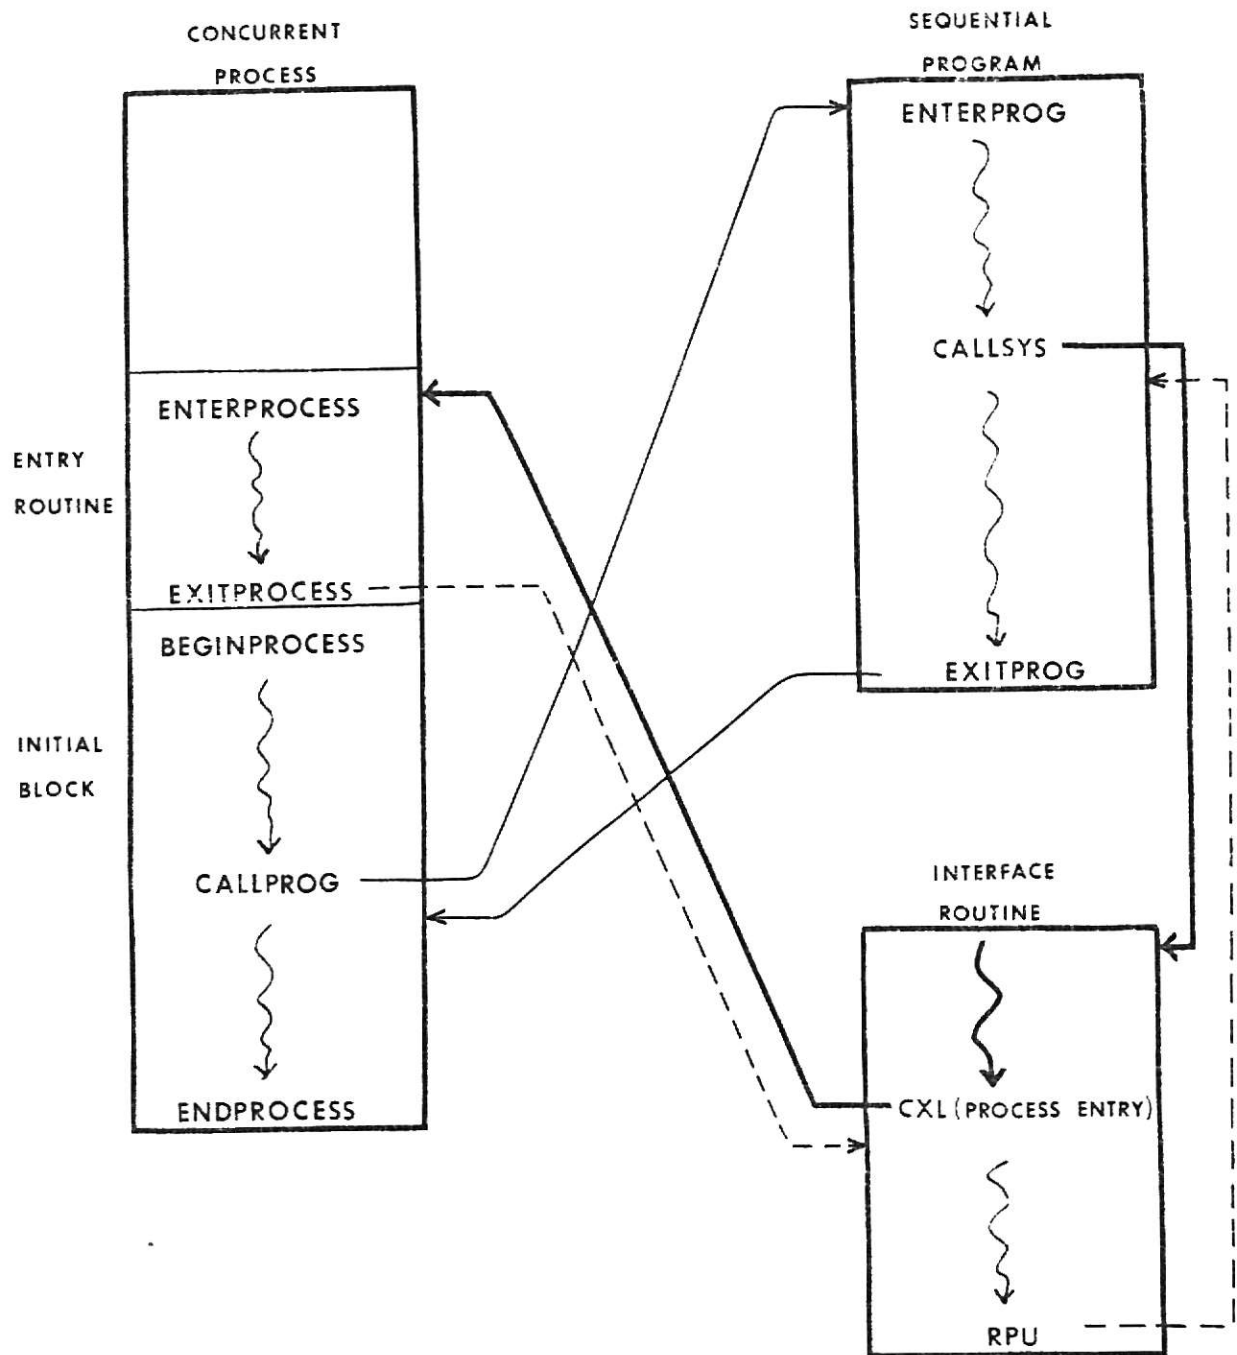 CONCURRENT
PROCESS
ENTRY
ROUTINE
ENTERPROCESS
EXITPROCESS
INITIAL
BLOCK
BEGINPROCESS
CALLPROG
ENDPROCESS
SEQUENTIAL
PROGRAM
ENTERPROG
CALLSYS
EXITPROG
INTERFACE
ROUTINE
CXL (PROCESS ENTRY)
RPU